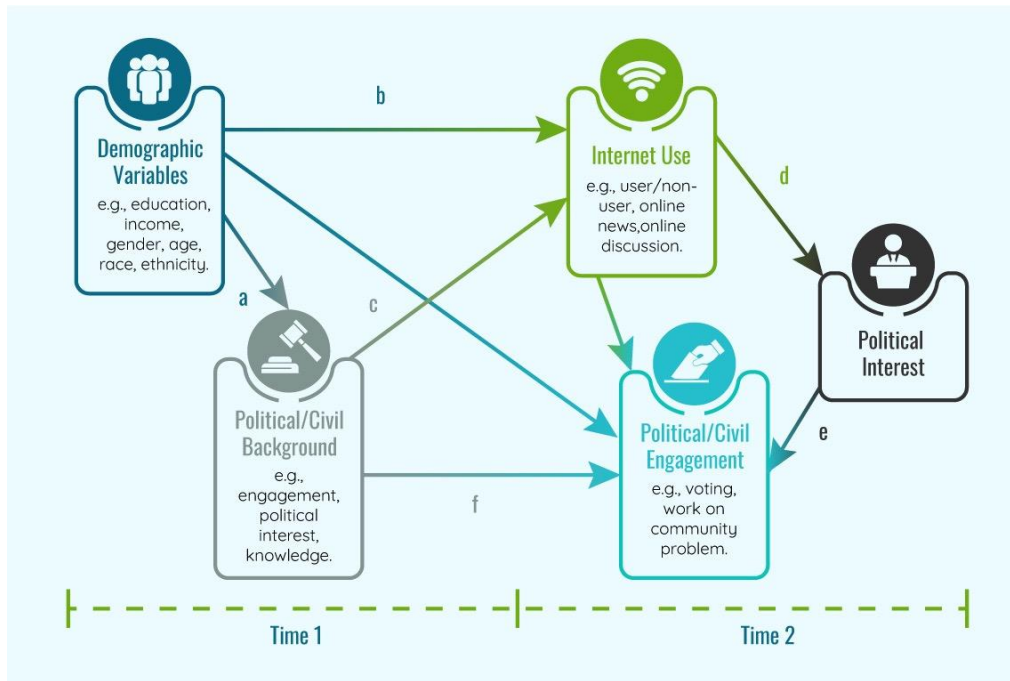 b
Demographic
Variables
e.g., education,
income,
gender, age,
race, ethnicity.
Internet Use
e.g., user/non-
user, online
news,online
discussion.
d
a
c
Political
Interest
Political/Civil
Background
e.g.,
engagement,
political
interest,
knowledge.
f
Political/Civil
Engagement
e.g., voting,
work on
community
problem.
e
Time 1
Time 2